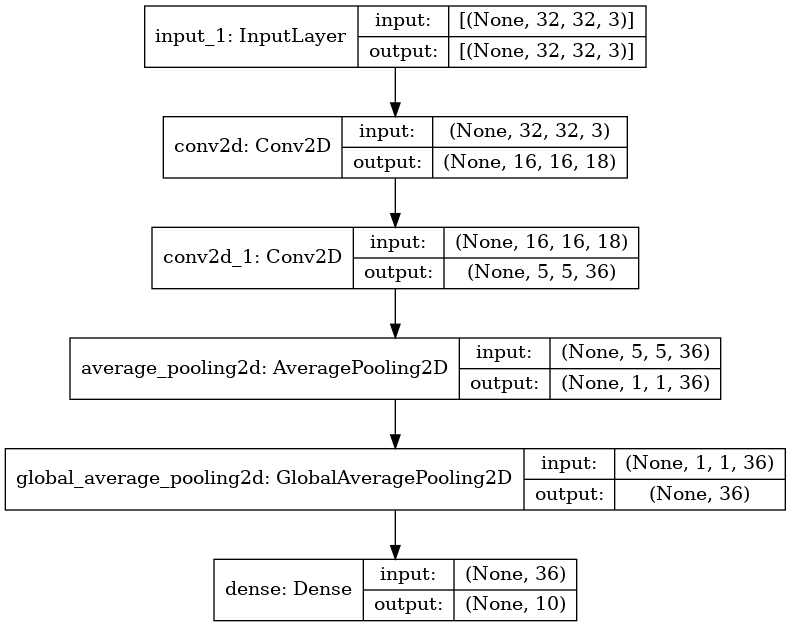 input_1: InputLayer
input: [(None, 32, 32, 3)]
output: [(None, 32, 32, 3)]
conv2d: Conv2D
input: (None, 32, 32, 3)
output: (None, 16, 16, 18)
conv2d_1: Conv2D
input: (None, 16, 16, 18)
output: (None, 5, 5, 36)
average_pooling2d: AveragePooling2D
input: (None, 5, 5, 36)
output: (None, 1, 1, 36)
global_average_pooling2d: GlobalAveragePooling2D
input: (None, 1, 1, 36)
output: (None, 36)
dense: Dense
input: (None, 36)
output: (None, 10)